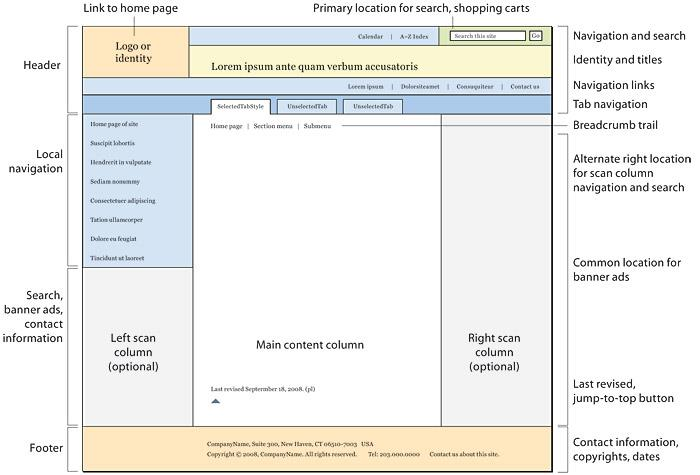 Link to home page
Primary location for search, shopping carts
Header
Logo or
identity
Calendar | A–Z Index
Search this site
Go
Navigation and search
Lorem ipsum ante quam verbum accusatoris
Identity and titles
Lorem ipsum | Dolorsiteamet | Consuquiteur | Contact us
Navigation links
SelectedTabStyle
UnselectedTab
UnselectedTab
Tab navigation
Home page | Section menu | Submenu
Breadcrumb trail
Local
navigation
Home page of site
Suscipit lobortis
Hendrerit in vulputate
Sediam nonummy
Consectetuer adipiscing
Tation ullamcorper
Dolore eu feugiat
Tincidunt ut laoreet
Alternate right location
for scan column
navigation and search
Common location for
banner ads
Search,
banner ads,
contact
information
Left scan
column
(optional)
Main content column
Right scan
column
(optional)
Last revised Septermber 18, 2008. (pl)
Last revised,
jump-to-top button
Footer
CompanyName, Suite 300, New Haven, CT 06510-7003 USA
Copyright © 2008, CompanyName. All rights reserved. Tel: 203.000.0000 Contact us about this site.
Contact information,
copyrights, dates